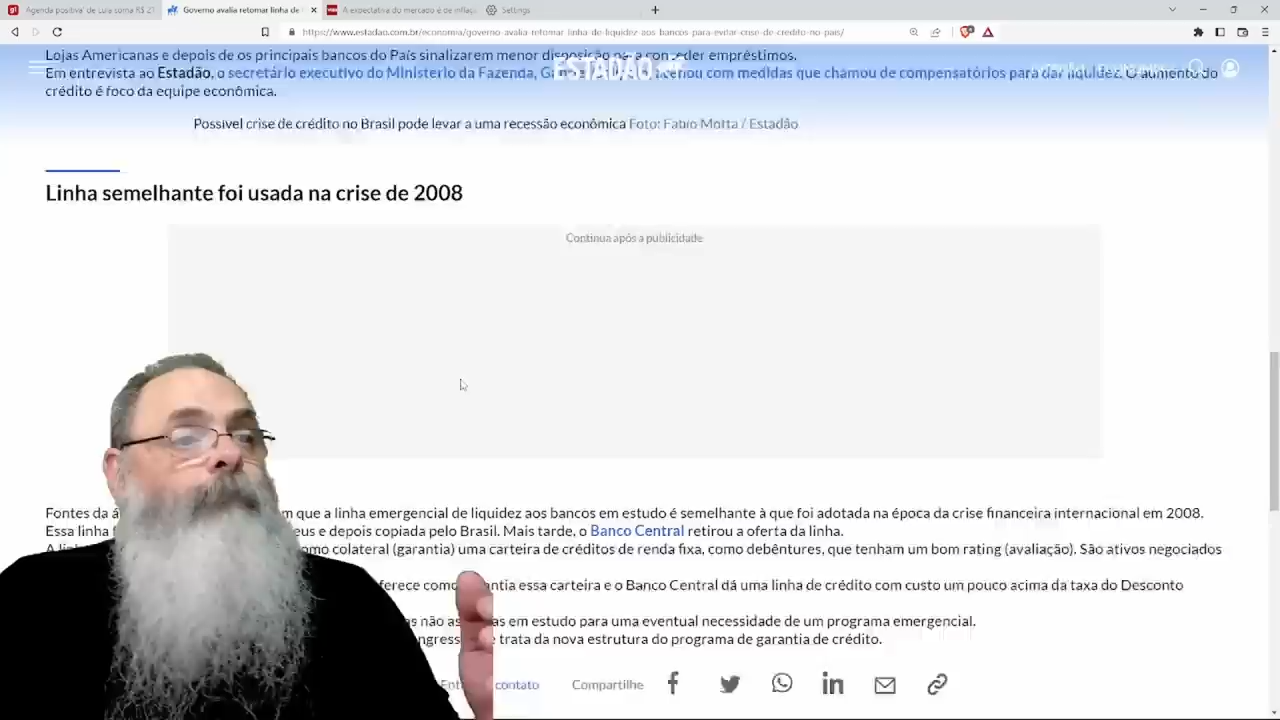 Agenda positiva' de Lula soma R$ 21
Governo avalia retomar linha de
A expectativa do mercado é de inflaç
Settings
https://www.estadao.com.br/economia/governo-avalia-retomar-linha-de-liquidez-aos-bancos-para-evitar-crise-de-credito-no-pais/
Lojas Americanas e depois de os principais bancos do País sinalizarem menor disposição para conceder empréstimos.
Em entrevista ao Estadão, o secretário executivo do Ministério da Fazenda, com medidas que chamou de compensatórios para dar liquidez. O aumento do
ESTADÃO
crédito é foco da equipe econômica.
Possível crise de crédito no Brasil pode levar a uma recessão econômica Foto: Fabio Motta / Estadão
Linha semelhante foi usada na crise de 2008
Continua após a publicidade
Fontes da m que a linha emergencial de liquidez aos bancos em estudo é semelhante à que foi adotada na época da crise financeira internacional em 2008.
Essa linha eus e depois copiada pelo Brasil. Mais tarde, o Banco Central retirou a oferta da linha.
omo colateral (garantia) uma carteira de créditos de renda fixa, como debêntures, que tenham um bom rating (avaliação). São ativos negociados
ferece como garantia essa carteira e o Banco Central dá uma linha de crédito com custo um pouco acima da taxa do Desconto
em estudo para uma eventual necessidade de um programa emergencial.
trata da nova estrutura do programa de garantia de crédito.
contato Compartilhe